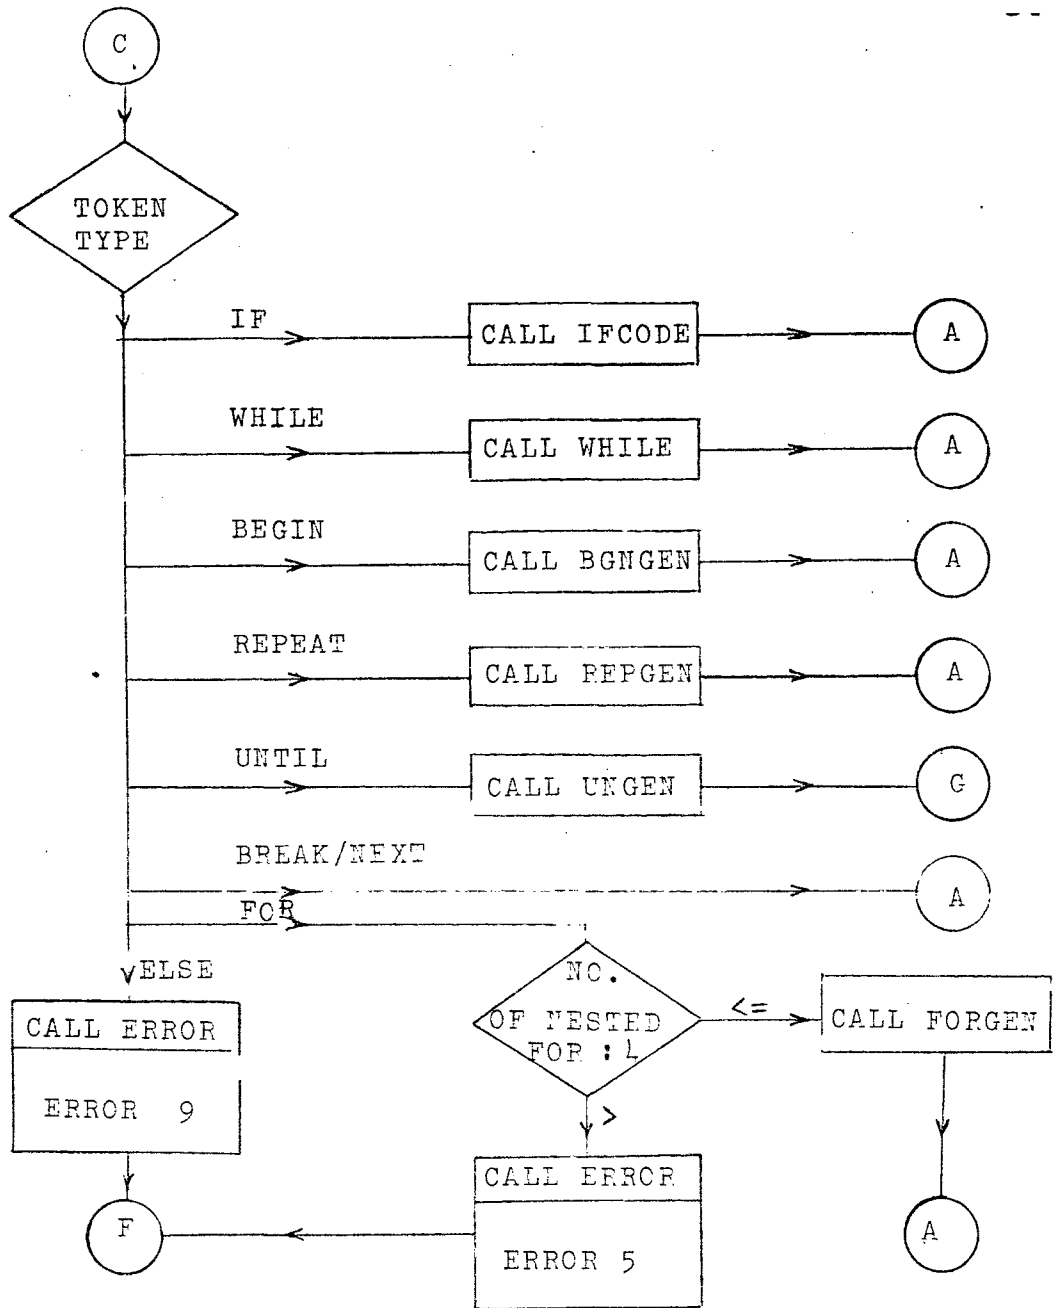 C
TOKEN
TYPE
IF
CALL IFCODE
A
WHILE
CALL WHILE
A
BEGIN
CALL BGNGEN
A
REPEAT
CALL REPGEN
A
UNTIL
CALL UNGEN
G
BREAK/NEXT
A
FOR
ELSE
NO.
OF NESTED
FOR : 4
<=
CALL FORGEN
CALL ERROR
ERROR 9
>
CALL ERROR
ERROR 5
F
A